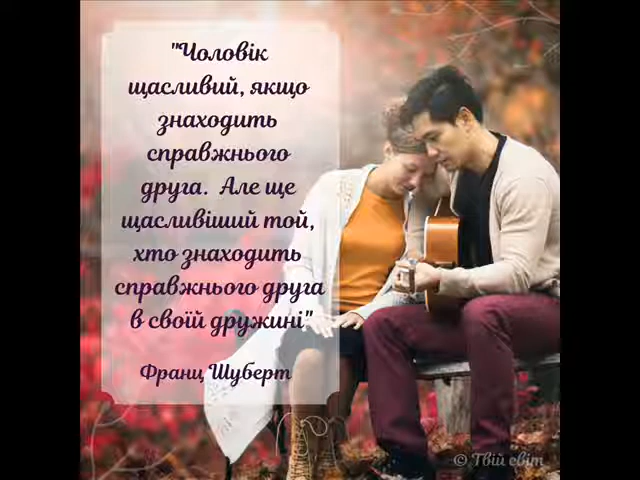 "Чоловік
щасливий, якщо
знаходить
справжнього
друга. Але ще
щасливіший той,
хто знаходить
справжнього друга
в своїй дружині"
Франц Шуберт
© Твій світ